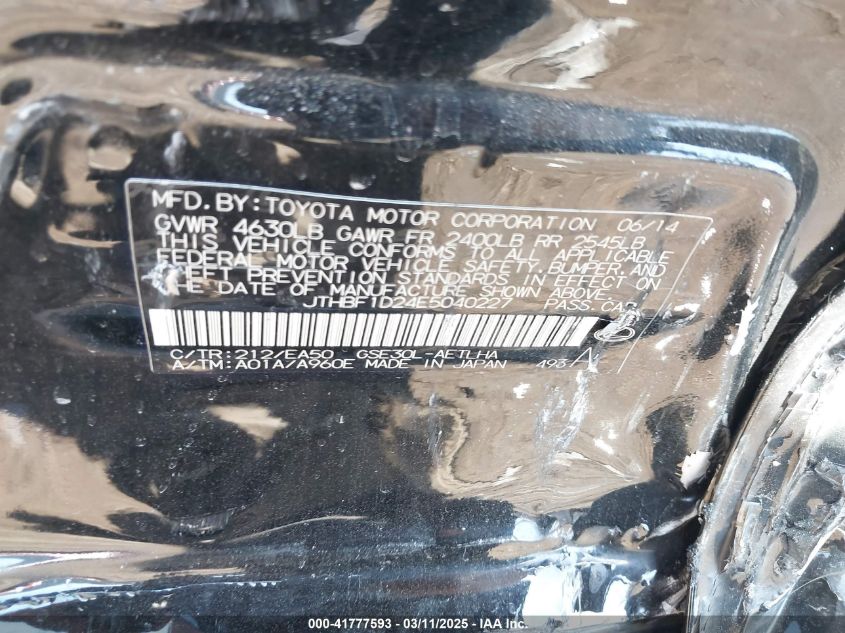 MFD. BY: TOYOTA MOTOR CORPORATION 06/14
GVWR 4630LB GAWR FR 2400LB RR 2545LB
THIS VEHICLE CONFORMS TO ALL APPLICABLE
FEDERAL MOTOR VEHICLE SAFETY, BUMPER, AND
THEFT PREVENTION STANDARDS IN EFFECT ON
THE DATE OF MANUFACTURE SHOWN ABOVE.
JTHBF1D24E5040227 PASS. CAR
C/TR: 212/EA50 GSE30L-AETLHA
A/TM: A01A/A960E MADE IN JAPAN 493 A
000-41777593 - 03/11/2025 - IAA Inc.